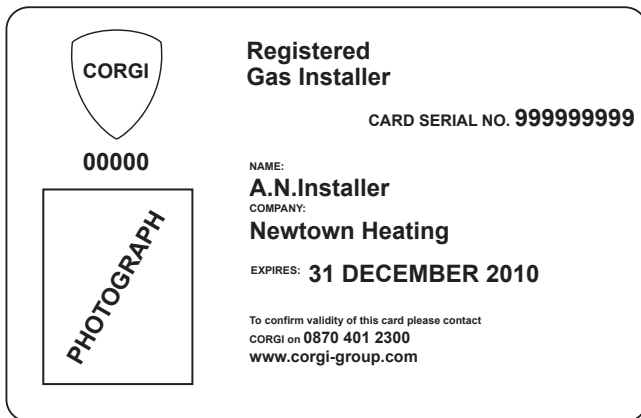 CORGI
00000
PHOTOGRAPH
Registered
Gas Installer
CARD SERIAL NO. 999999999
NAME:
A.N.Installer
COMPANY:
Newtown Heating
EXPIRES: 31 DECEMBER 2010
To confirm validity of this card please contact
CORGI on 0870 401 2300
www.corgi-group.com